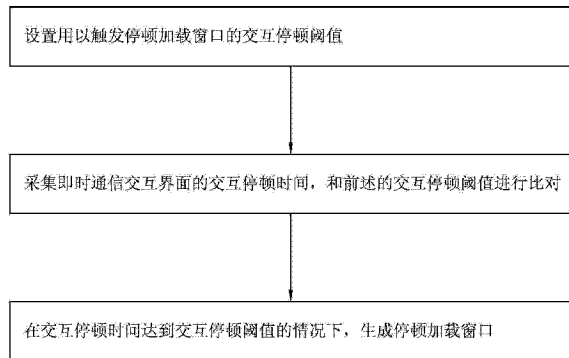 设置用以触发停顿加载窗口的交互停顿阈值
采集即时通信交互界面的交互停顿时间，和前述的交互停顿阈值进行比对
在交互停顿时间达到交互停顿阈值的情况下，生成停顿加载窗口